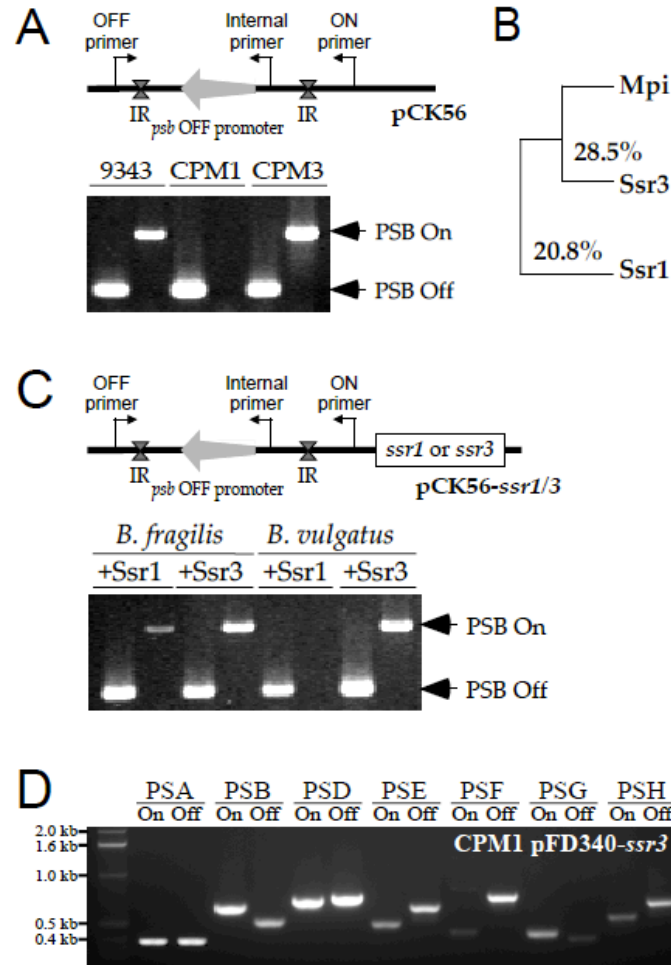 A
OFF primer
Internal primer
ON primer
IR
psb OFF promoter
IR
pCK56
9343 CPM1 CPM3
PSB On
PSB Off
B
Mpi
28.5%
Ssr3
20.8%
Ssr1
C
OFF primer
Internal primer
ON primer
ssr1 or ssr3
IR
psb OFF promoter
IR
pCK56-ssr1/3
B. fragilis B. vulgatus
+Ssr1 +Ssr3 +Ssr1 +Ssr3
PSB On
PSB Off
D
PSA PSB PSD PSE PSF PSG PSH
On Off On Off On Off On Off On Off On Off On Off
CPM1 pFD340-ssr3
2.0 kb
1.6 kb
1.0 kb
0.5 kb
0.4 kb